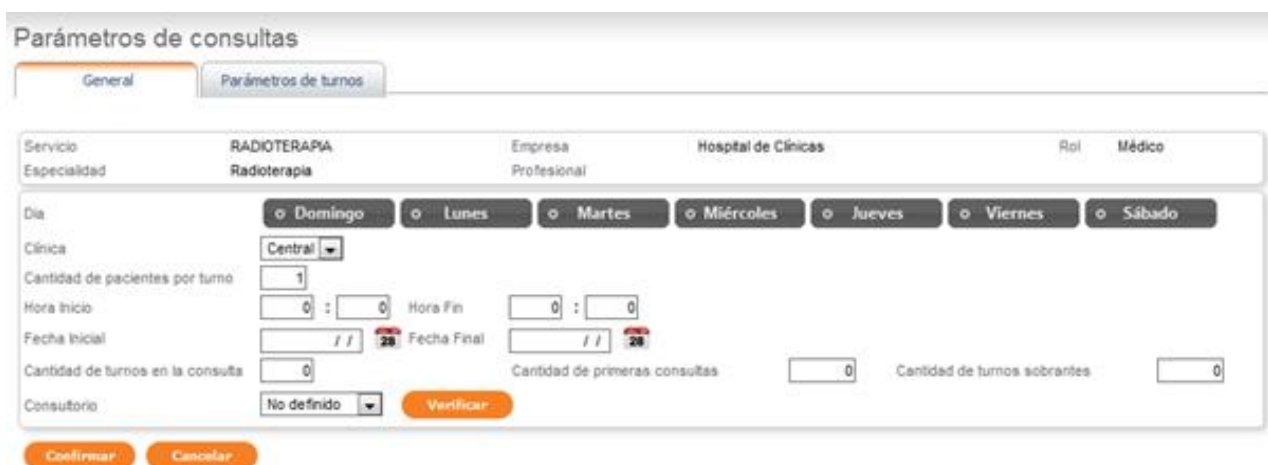 Parámetros de consultas
General Parámetros de turnos
Servicio RADIOTERAPIA Empresa Hospital de Clínicas Rol Médico
Especialidad Radioterapia Profesional
Dia Domingo Lunes Martes Miércoles Jueves Viernes Sábado
Clínica Central
Cantidad de pacientes por turno 1
Hora Inicio 0 : 0 Hora Fin 0 : 0
Fecha Inicial / / 28 Fecha Final / / 28
Cantidad de turnos en la consulta 0 Cantidad de primeras consultas 0 Cantidad de turnos sobrantes 0
Consultorio No definido Verificar
Confirmar Cancelar